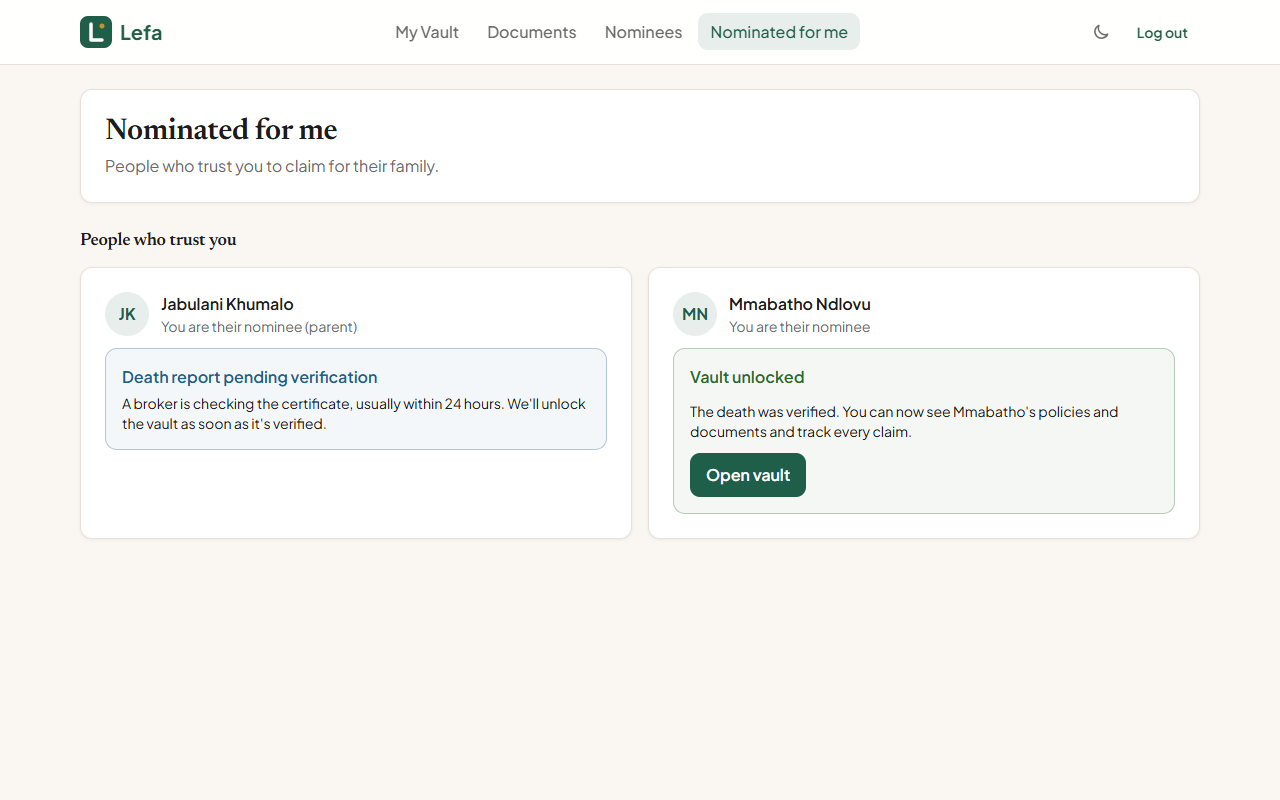 Lefa
My Vault
Documents
Nominees
Nominated for me
Log out
Nominated for me
People who trust you to claim for their family.
People who trust you
JK
Jabulani Khumalo
You are their nominee (parent)
Death report pending verification
A broker is checking the certificate, usually within 24 hours. We'll unlock
the vault as soon as it's verified.
MN
Mmabatho Ndlovu
You are their nominee
Vault unlocked
The death was verified. You can now see Mmabatho's policies and
documents and track every claim.
Open vault